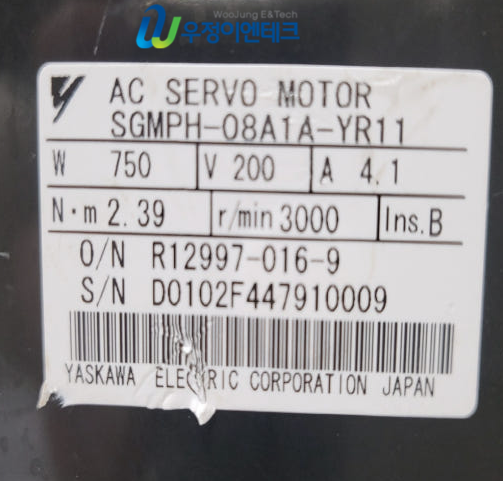 WooJung E&Tech
우정이엔테크
AC SERVO MOTOR
SGMPH-08A1A-YR11
W 750 V 200 A 4.1
N·m 2.39 r/min 3000 Ins.B
O/N R12997-016-9
S/N D0102F447910009
YASKAWA ELECTRIC CORPORATION JAPAN